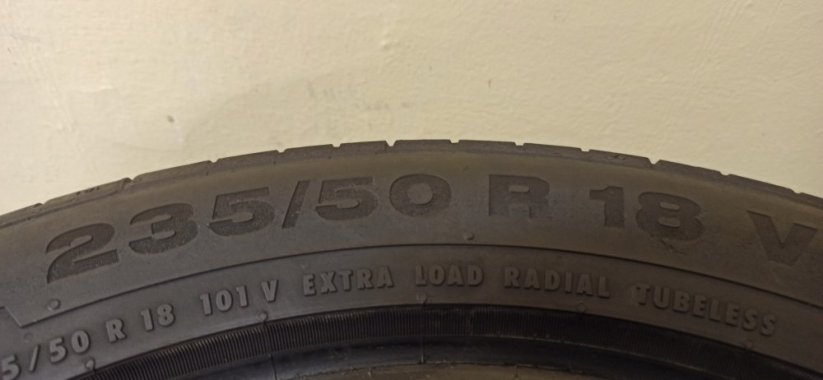 235/50 R 18 V
5/50 R 18 101 V EXTRA LOAD RADIAL TUBELESS